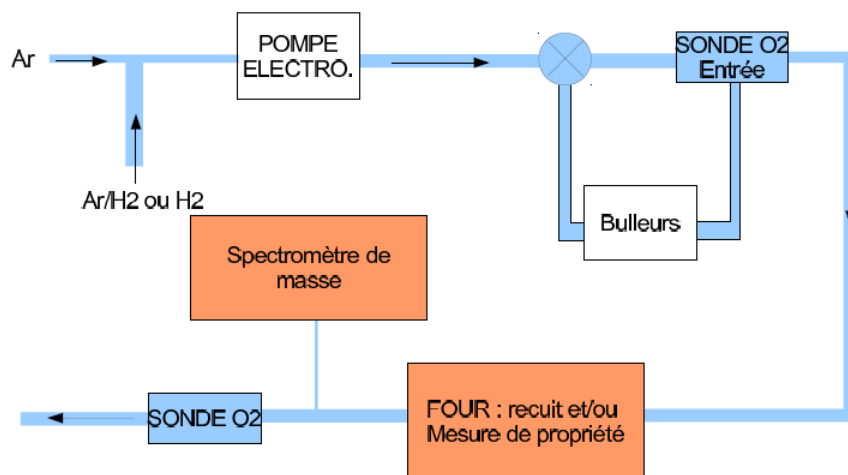 Ar
POMPE
ELECTRO.
SONDE O2
Entrée
Ar/H2 ou H2
Bulleurs
Spectromètre de
masse
SONDE O2
FOUR : recuit et/ou
Mesure de propriété